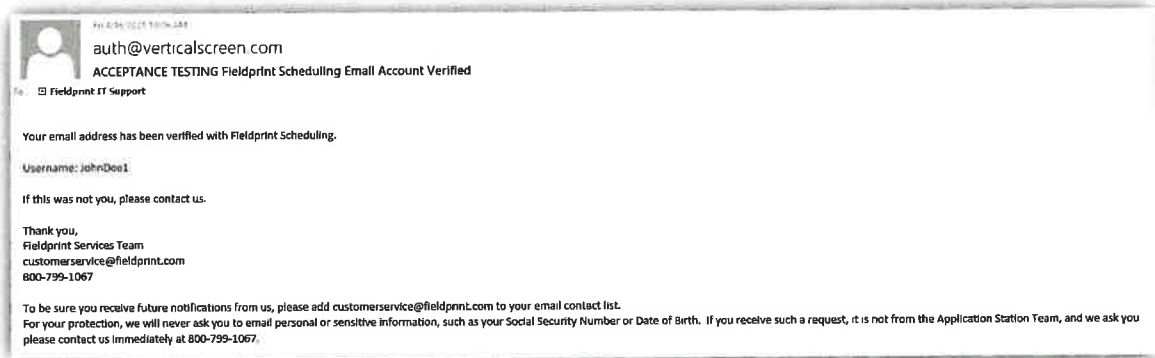 auth@verticalscreen.com
ACCEPTANCE TESTING Fieldprint Scheduling Email Account Verified
To Fieldprint IT Support
Your email address has been verified with Fieldprint Scheduling.
Username: JohnDoe1
If this was not you, please contact us.
Thank you,
Fieldprint Services Team
customerservice@fieldprint.com
800-799-1067
To be sure you receive future notifications from us, please add customerservice@fieldprint.com to your email contact list.
For your protection, we will never ask you to email personal or sensitive information, such as your Social Security Number or Date of Birth. If you receive such a request, it is not from the Application Station Team, and we ask you
please contact us immediately at 800-799-1067.